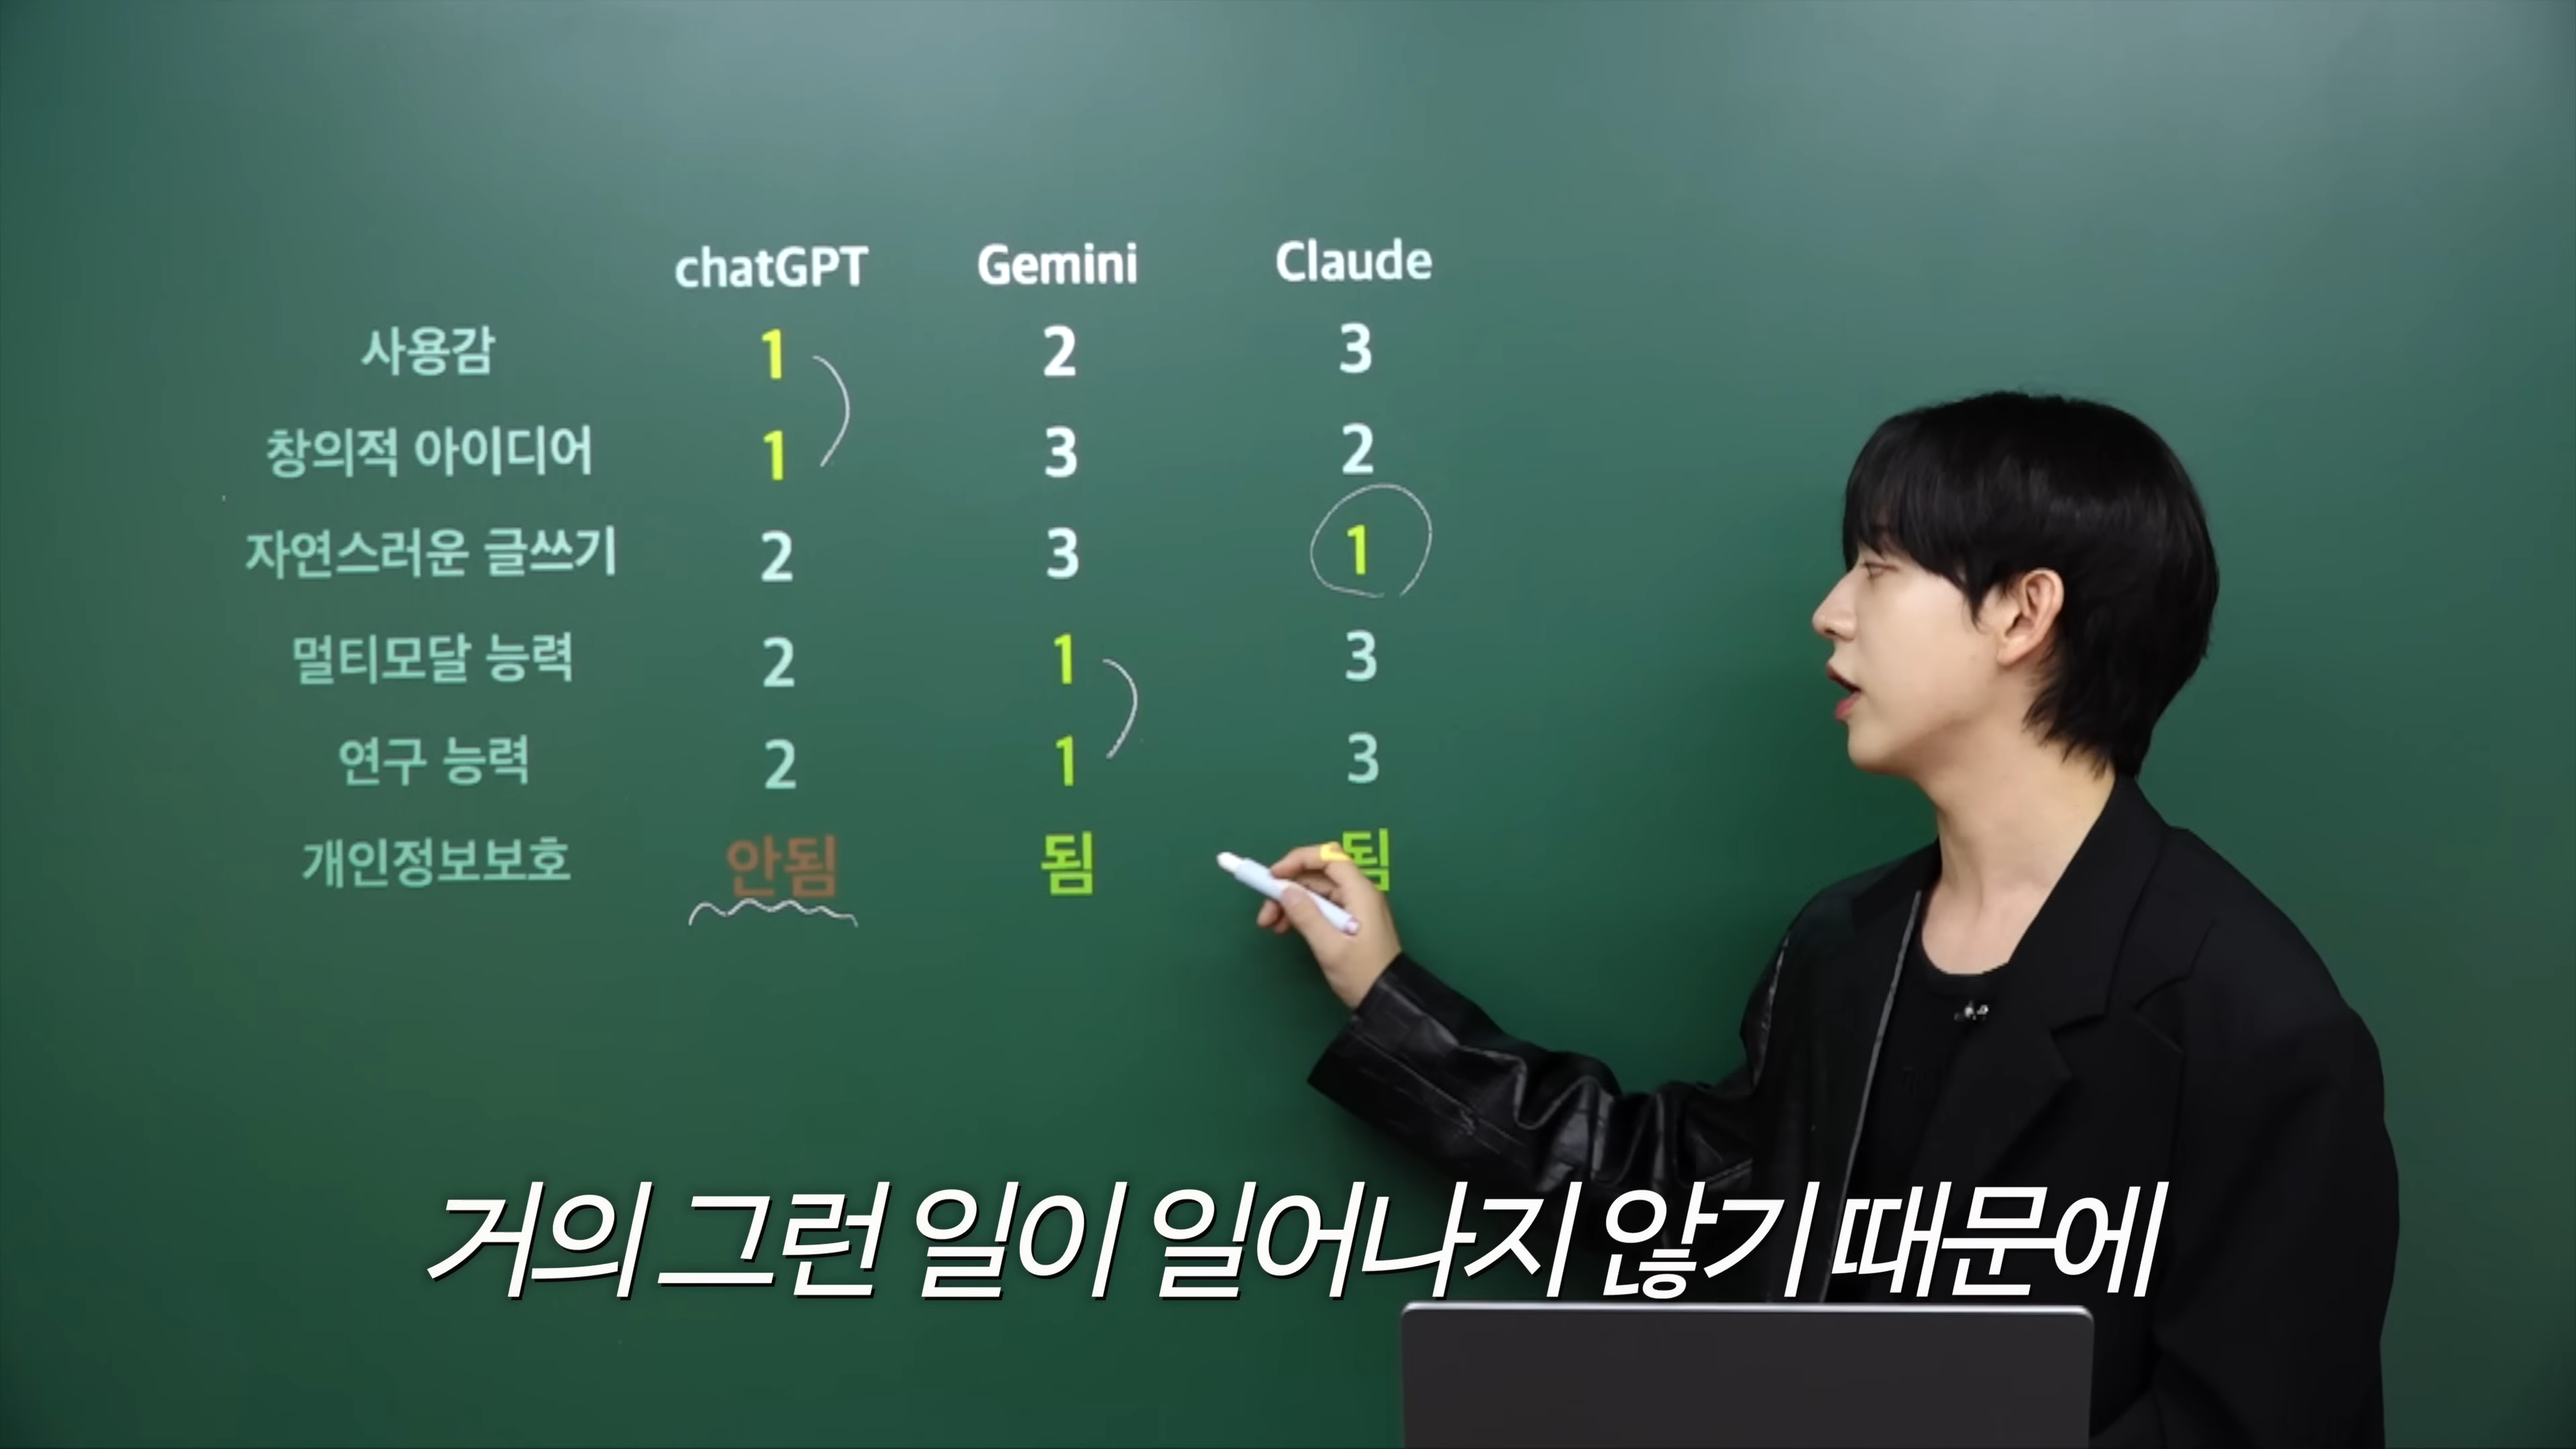 chatGPT Gemini Claude
사용감 1 2 3
창의적 아이디어 1 3 2
자연스러운 글쓰기 2 3 1
멀티모달 능력 2 1 3
연구 능력 2 1 3
개인정보보호 안됨 됨 됨
거의 그런 일이 일어나지 않기 때문에